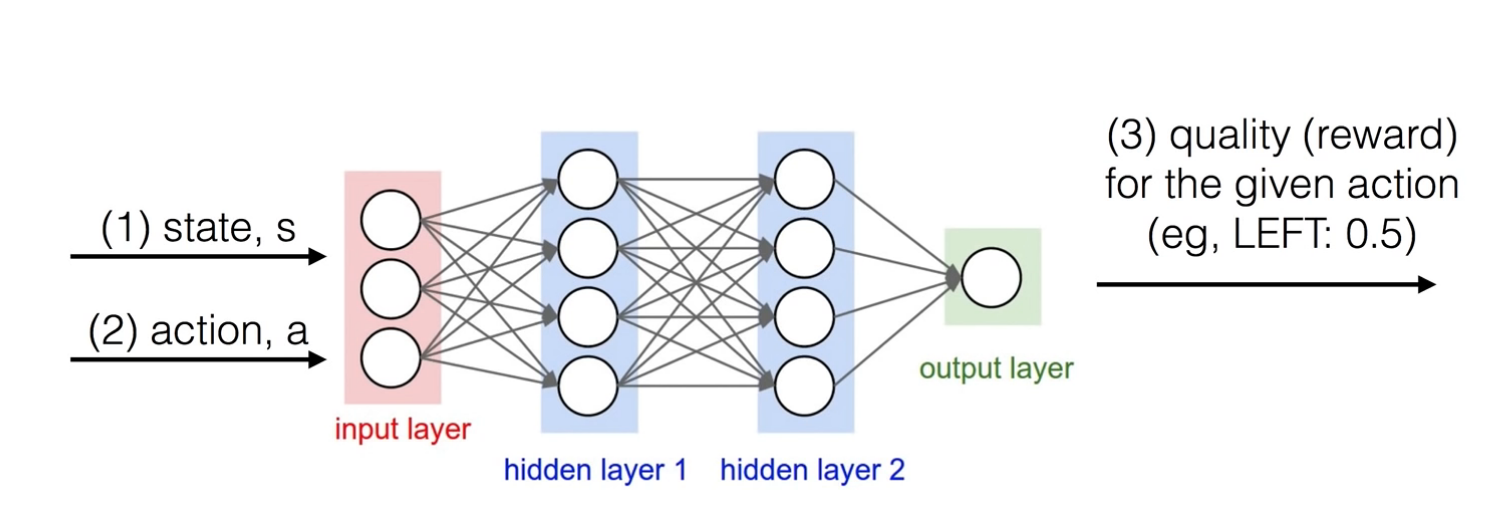 (1) state, s
(2) action, a
input layer
hidden layer 1
hidden layer 2
output layer
(3) quality (reward)
for the given action
(eg, LEFT: 0.5)